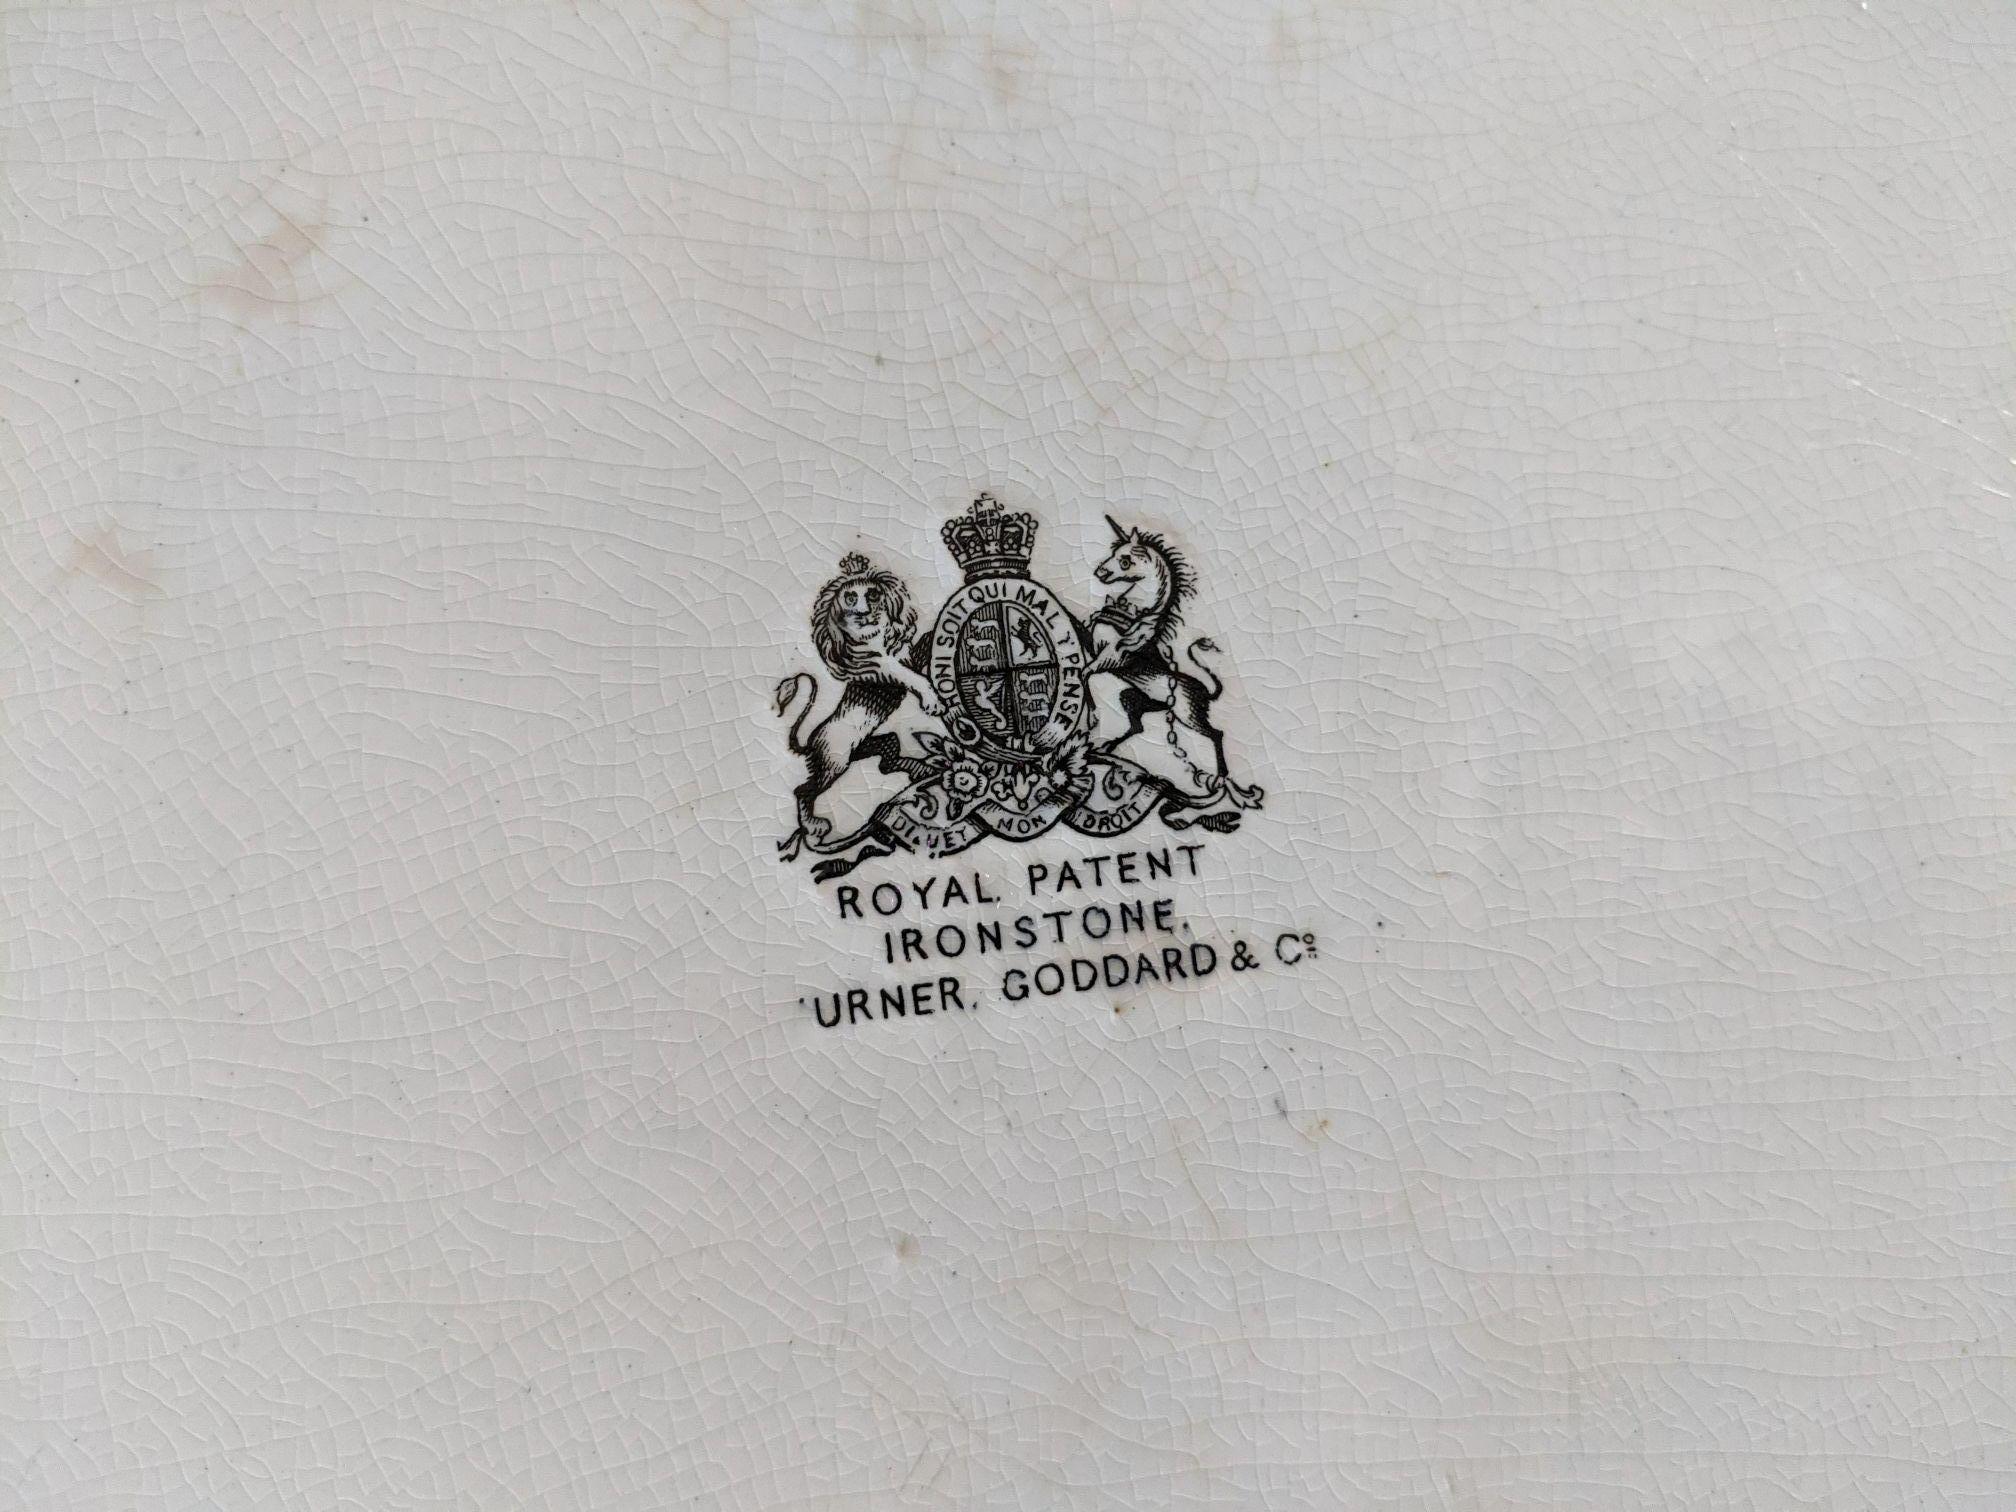 HONI SOIT QUI MAL Y PENSE
DIEU ET MON DROIT
ROYAL. PATENT
IRONSTONE.
URNER. GODDARD & Cº